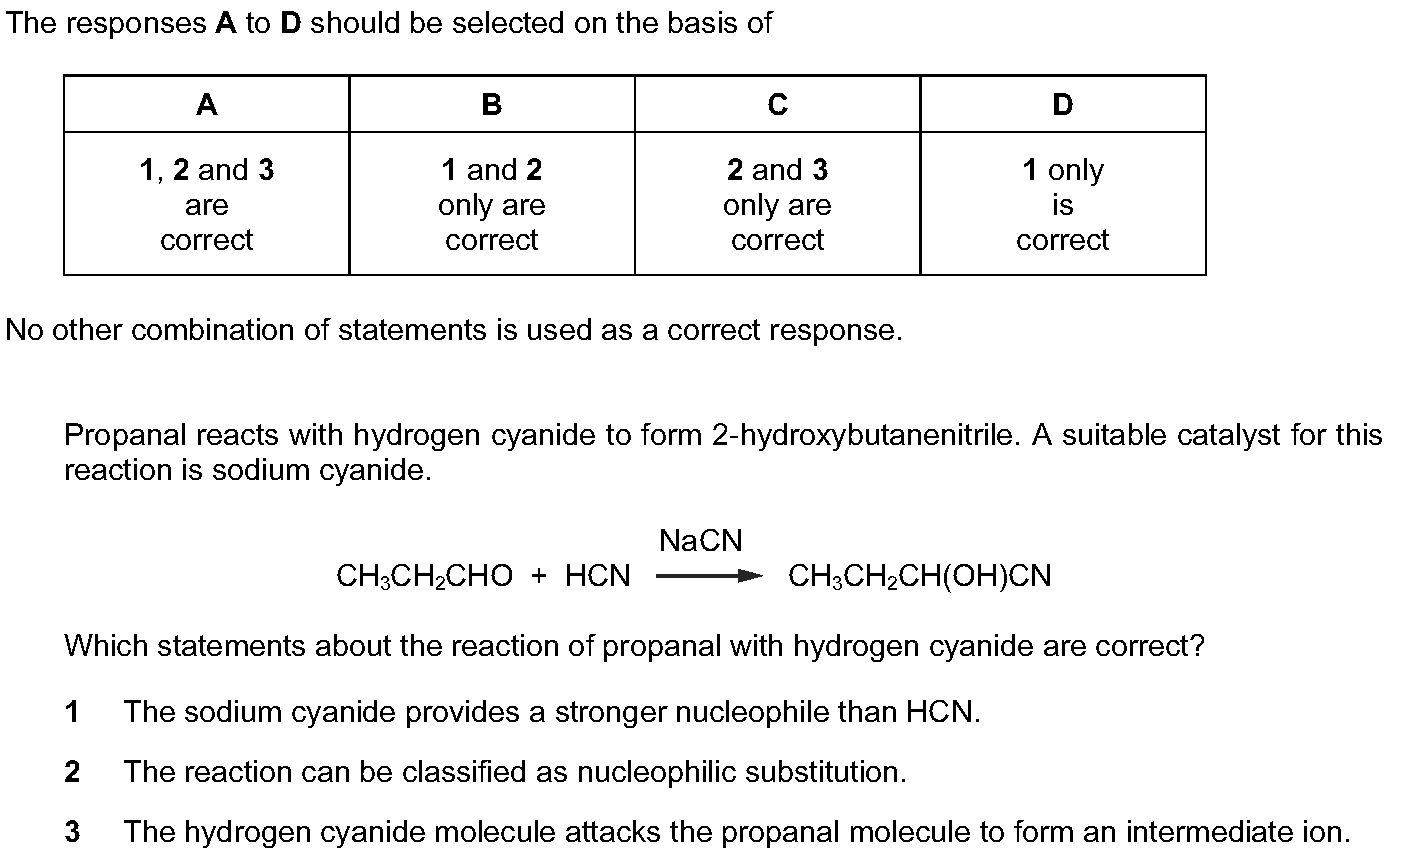 The responses A to D should be selected on the basis of
A B C D
1, 2 and 3 1 and 2 2 and 3 1 only
are only are only are is
correct correct correct correct
No other combination of statements is used as a correct response.
Propanal reacts with hydrogen cyanide to form 2-hydroxybutanenitrile. A suitable catalyst for this
reaction is sodium cyanide.
NaCN
CH₃CH₂CHO + HCN ⟶ CH₃CH₂CH(OH)CN
Which statements about the reaction of propanal with hydrogen cyanide are correct?
1 The sodium cyanide provides a stronger nucleophile than HCN.
2 The reaction can be classified as nucleophilic substitution.
3 The hydrogen cyanide molecule attacks the propanal molecule to form an intermediate ion.